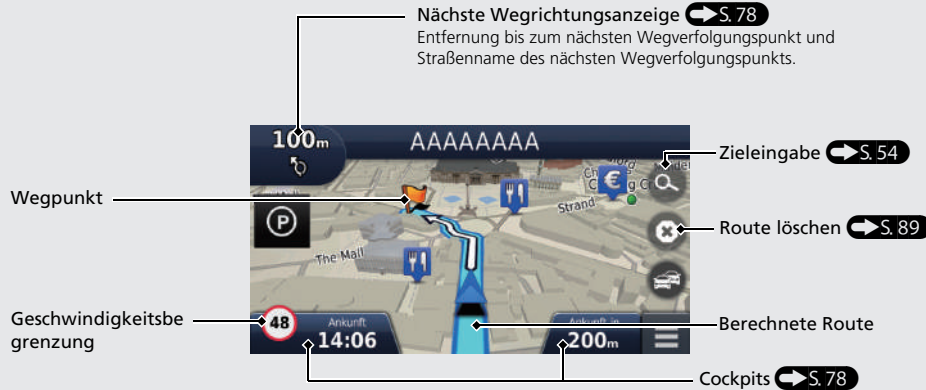 Nächste Wegrichtungsanzeige S. 78
Entfernung bis zum nächsten Wegverfolgungspunkt und
Straßenname des nächsten Wegverfolgungspunkts.
100m
AAAAAAAA
Zieleingabe S. 54
Wegpunkt
€
Strand
P
Route löschen S. 89
The Mall
Geschwindigkeitsbe
grenzung
48
Ankunft
14:06
Ankunft in
200m
Berechnete Route
Cockpits S. 78